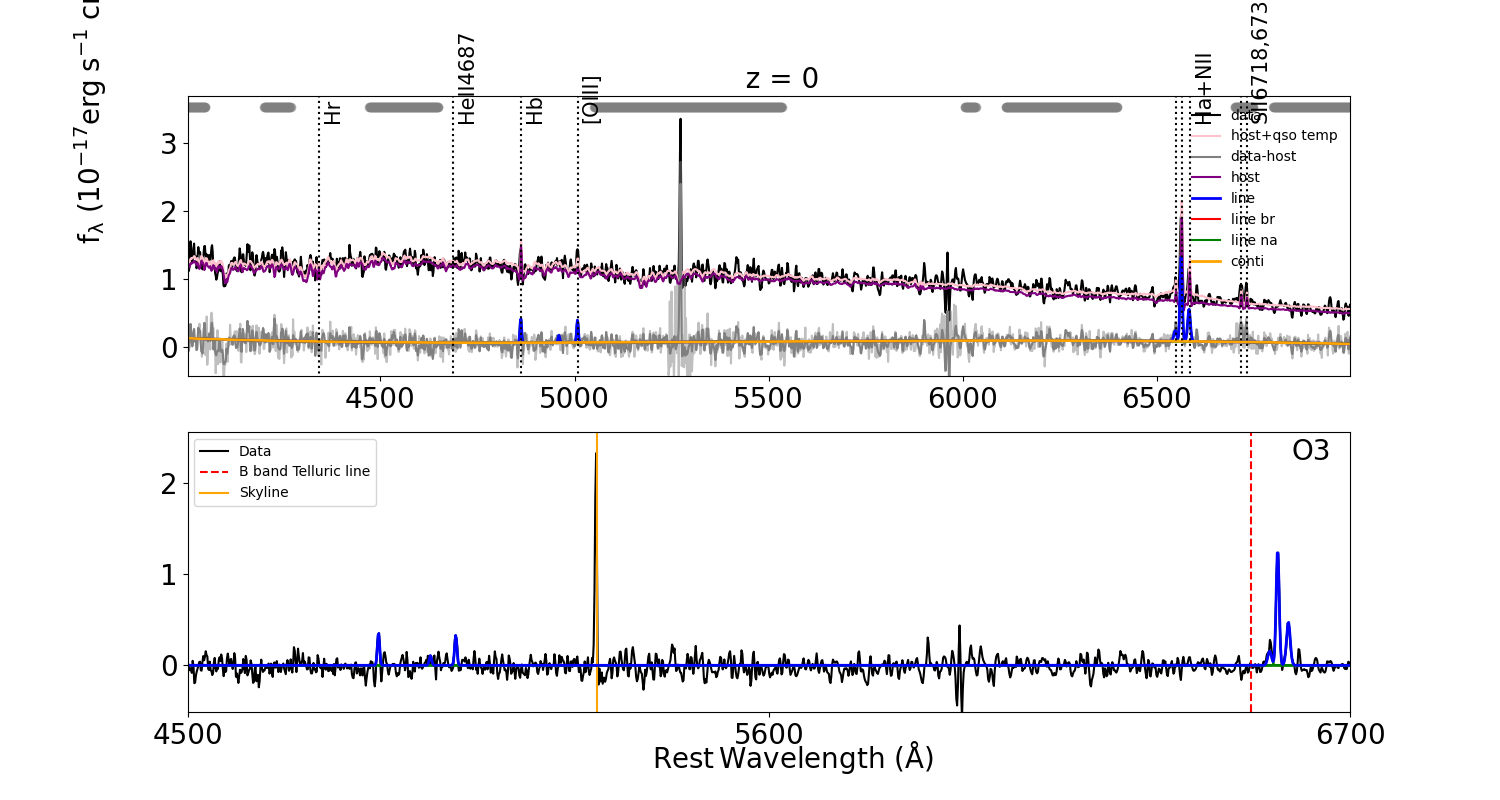 z = 0
HeII4687
Hr
Hb
[OIII]
Ha+NII
SII6718,673
data
host+qso temp
data-host
host
line
line br
line na
conti
3
2
1
0
4500 5000 5500 6000 6500
f_λ (10^{-17} erg s^{-1}
O3
Data
B band Telluric line
Skyline
2
1
0
4500 5600 6700
Rest Wavelength (Å)